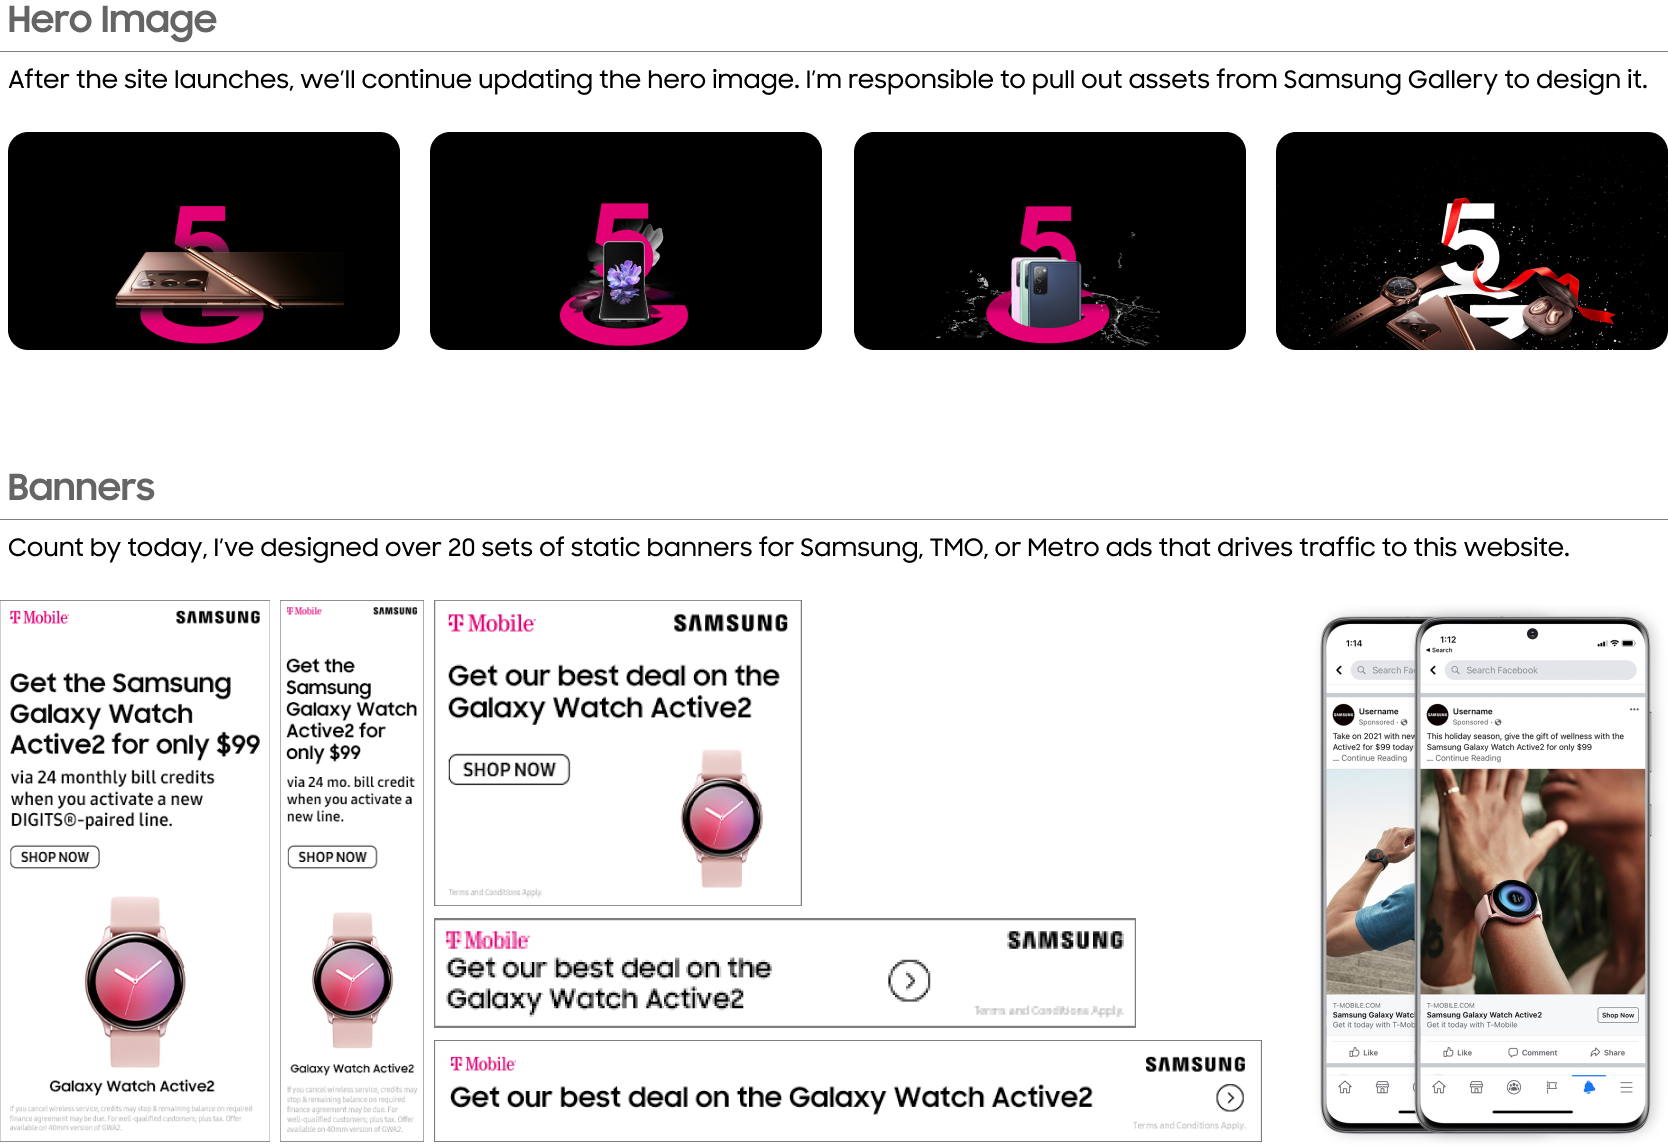 Hero Image
After the site launches, we'll continue updating the hero image. I'm responsible to pull out assets from Samsung Gallery to design it.
5
G
5
G
5
G
5
G
Banners
Count by today, I've designed over 20 sets of static banners for Samsung, TMO, or Metro ads that drives traffic to this website.
T Mobile SAMSUNG
Get the Samsung
Galaxy Watch
Active2 for only $99
via 24 monthly bill credits
when you activate a new
DIGITS®-paired line.
SHOP NOW
Galaxy Watch Active2
If you cancel wireless service, credits may stop & remaining balance on required
finance agreement may be due. For well-qualified customers; plus tax. Offer
available on 40mm version of GWA2.
T Mobile SAMSUNG
Get the
Samsung
Galaxy Watch
Active2 for
only $99
via 24 mo. bill credit
when you activate a
new line.
SHOP NOW
Galaxy Watch Active2
If you cancel wireless service, credits may
stop & remaining balance on required
finance agreement may be due. For
well-qualified customers; plus tax. Offer
available on 40mm version of GWA2.
T Mobile SAMSUNG
Get our best deal on the
Galaxy Watch Active2
SHOP NOW
Terms and Conditions Apply.
T Mobile SAMSUNG
Get our best deal on the
Galaxy Watch Active2
Terms and Conditions Apply.
T Mobile SAMSUNG
Get our best deal on the Galaxy Watch Active2
Terms and Conditions Apply.
1:14
Search Fa
SAMSUNG
Username
Sponsored ·
Take on 2021 with new
Active2 for $99 today
... Continue Reading
T-MOBILE.COM
Samsung Galaxy Watc
Get it today with T-Mob
Like
1:12
Search
Search Facebook
SAMSUNG
Username
Sponsored ·
This holiday season, give the gift of wellness with the
Samsung Galaxy Watch Active2 for only $99
... Continue Reading
T-MOBILE.COM
Samsung Galaxy Watch Active2
Get it today with T-Mobile
Shop Now
Like Comment Share